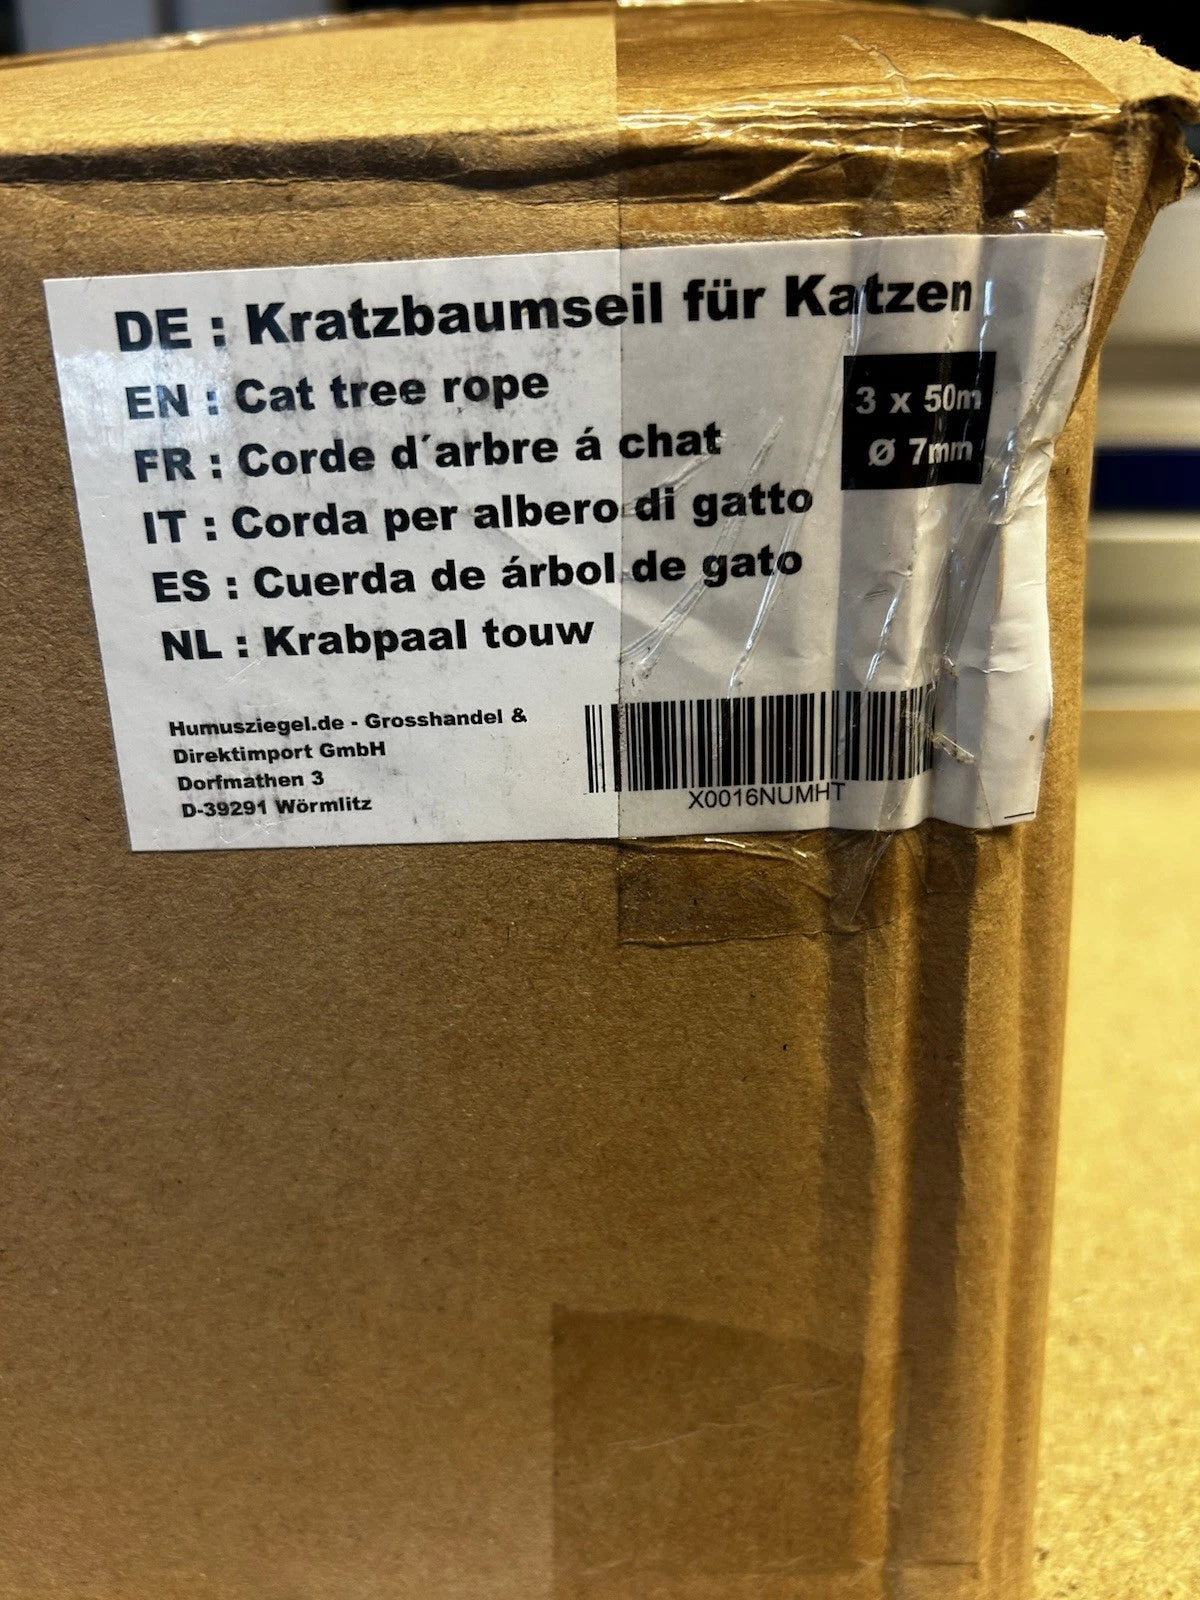 DE : Kratzbaumseil für Katzen
EN : Cat tree rope
FR : Corde d´arbre á chat
IT : Corda per albero di gatto
ES : Cuerda de árbol de gato
NL : Krabpaal touw
3 x 50m
Ø 7mm
Humusziegel.de - Grosshandel &
Direktimport GmbH
Dorfmathen 3
D-39291 Wörmlitz
X0016NUMHT